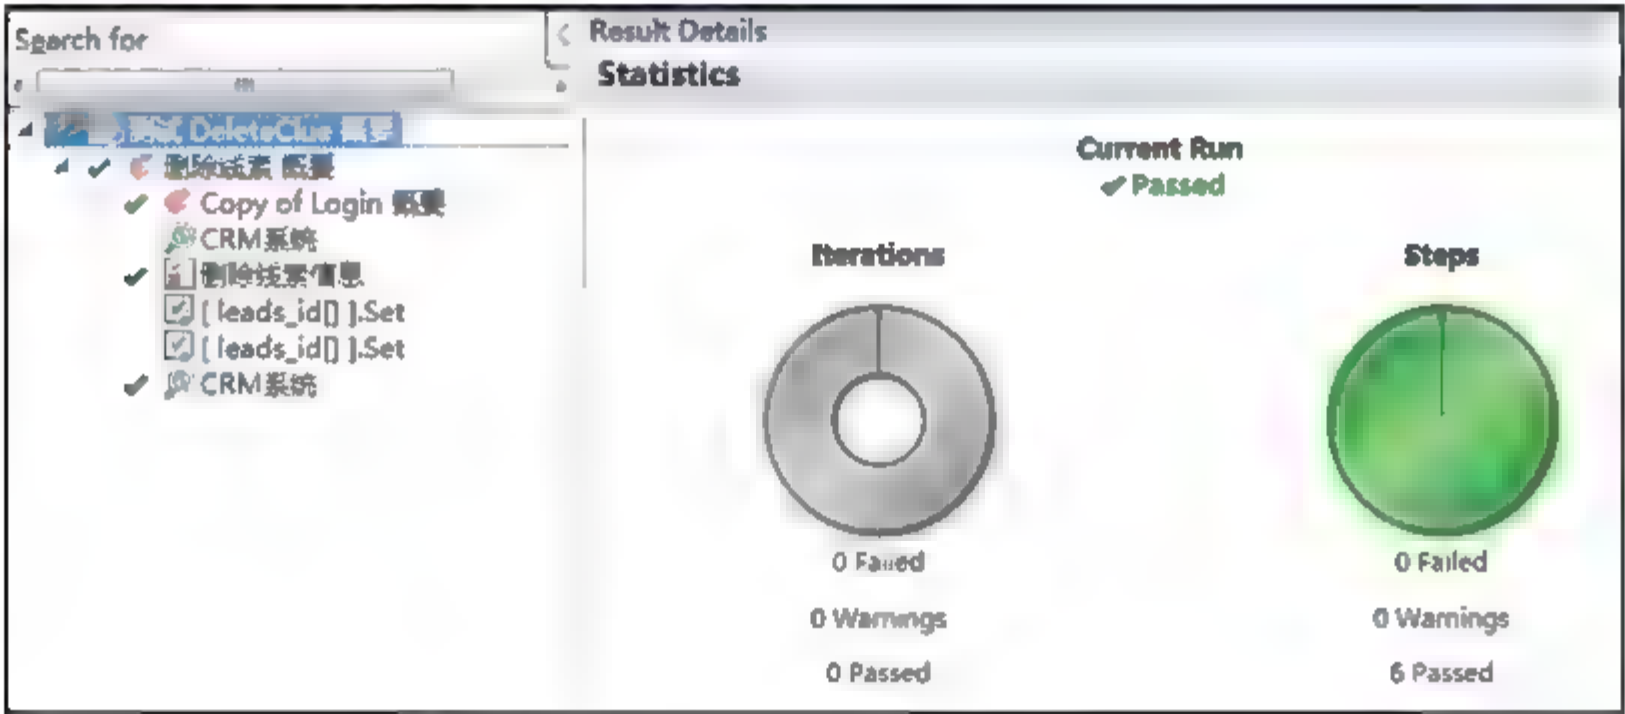 Search for
Result Details
Statistics
测试 DeleteClue 概要
删除线索 概要
Copy of Login 概要
CRM系统
删除线索信息
[ leads_id[] ].Set
[ leads_id[] ].Set
CRM系统
Current Run
Passed
Iterations
0 Failed
0 Warnings
0 Passed
Steps
0 Failed
0 Warnings
6 Passed